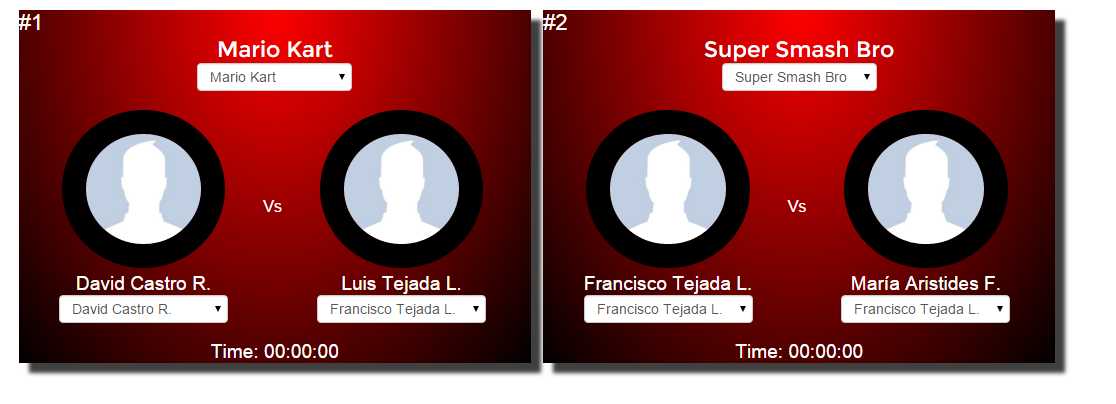 #1
Mario Kart
Mario Kart
Vs
David Castro R.
Luis Tejada L.
David Castro R.
Francisco Tejada L.
Time: 00:00:00
#2
Super Smash Bro
Super Smash Bro
Vs
Francisco Tejada L.
María Aristides F.
Francisco Tejada L.
Francisco Tejada L.
Time: 00:00:00